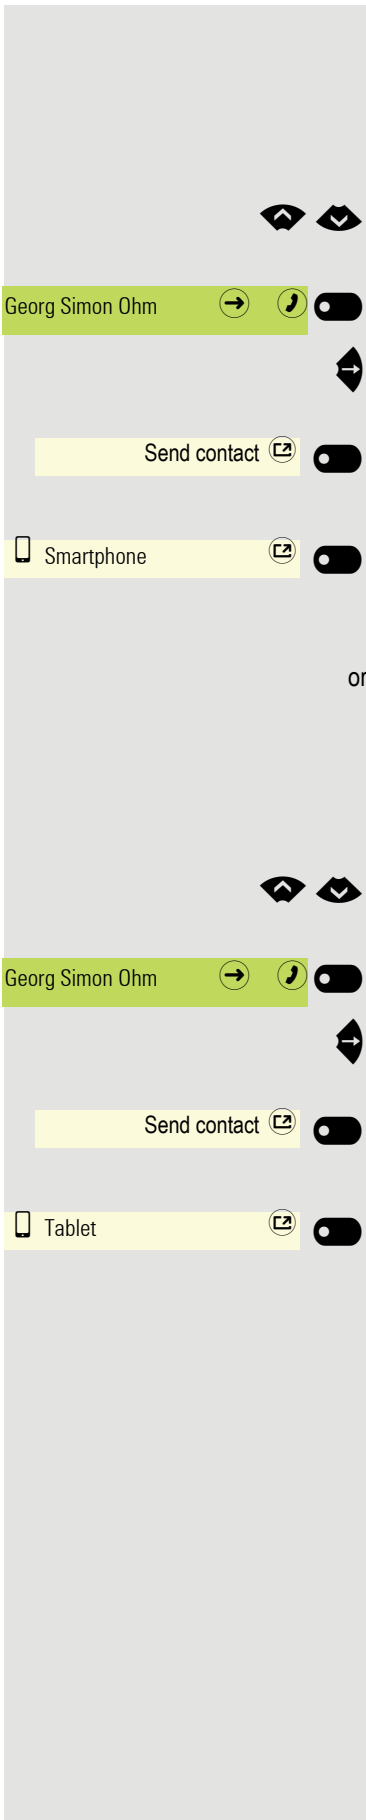 Georg Simon Ohm
Send contact
Smartphone
or
Georg Simon Ohm
Send contact
Tablet